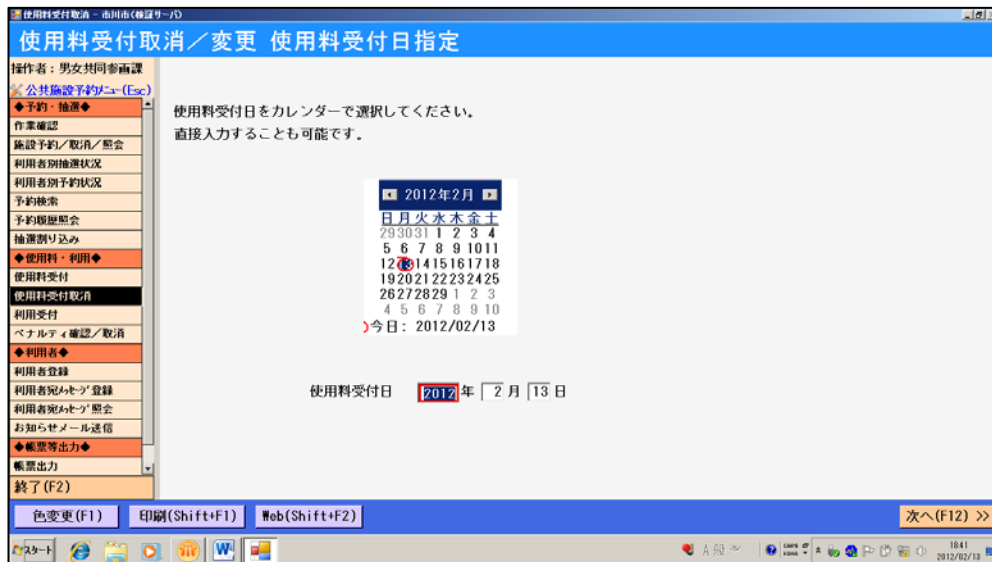 使用料受付取消 - 市川市(検証サーバ)
使用料受付取消／変更 使用料受付日指定
操作者：男女共同参画課
公共施設予約ﾒﾆｭｰ(Esc)
◆予約・抽選◆
作業確認
施設予約／取消／照会
利用者別抽選状況
利用者別予約状況
予約検索
予約履歴照会
抽選割り込み
◆使用料・利用◆
使用料受付
使用料受付取消
利用受付
ペナルティ確認／取消
◆利用者◆
利用者登録
利用者宛ﾒｯｾｰｼﾞ登録
利用者宛ﾒｯｾｰｼﾞ照会
お知らせメール送信
◆帳票等出力◆
帳票出力
終了(F2)
使用料受付日をカレンダーで選択してください。
直接入力することも可能です。
2012年2月
日 月 火 水 木 金 土
29 30 31 1 2 3 4
5 6 7 8 9 10 11
12 13 14 15 16 17 18
19 20 21 22 23 24 25
26 27 28 29 1 2 3
4 5 6 7 8 9 10
今日: 2012/02/13
使用料受付日 2012 年 2 月 13 日
色変更(F1) 印刷(Shift+F1) Web(Shift+F2) 次へ(F12) >>
スタート A 般 CAPS KANA 18:41
2012/02/13